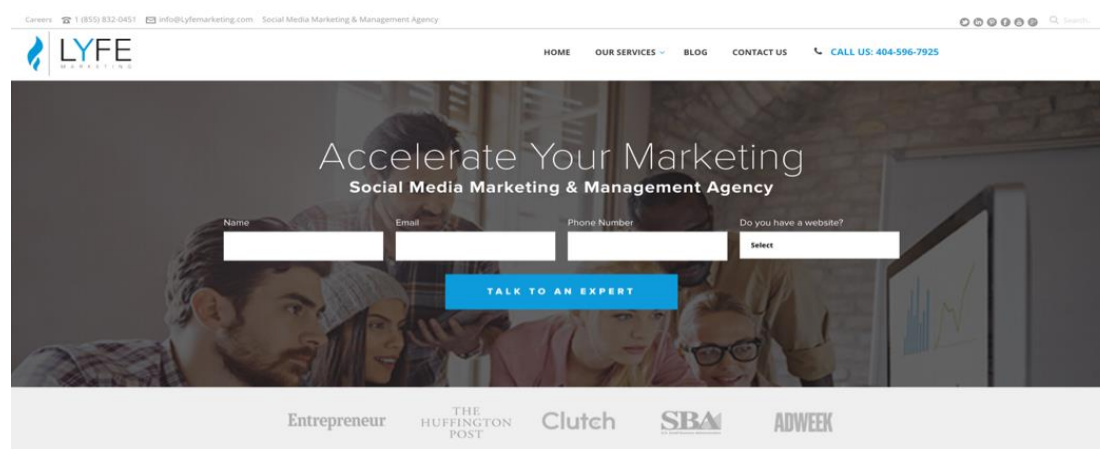 Careers 1 (855) 832-0451 info@Lyfemarketing.com Social Media Marketing & Management Agency Search..
LYFE
MARKETING
HOME OUR SERVICES BLOG CONTACT US CALL US: 404-596-7925
Accelerate Your Marketing
Social Media Marketing & Management Agency
Name Email Phone Number Do you have a website?
Select
TALK TO AN EXPERT
Entrepreneur
THE
HUFFINGTON
POST
Clutch
SBA
ADWEEK